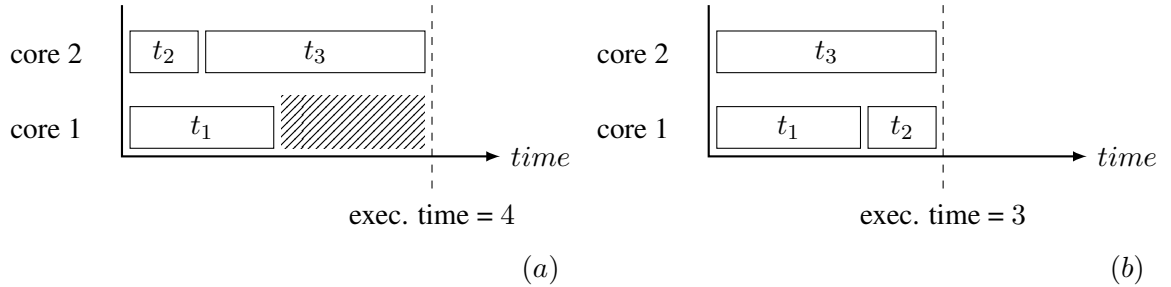 core 2
t₂
t₃
core 1
t₁
time
exec. time = 4
(a)
core 2
t₃
core 1
t₁
t₂
time
exec. time = 3
(b)